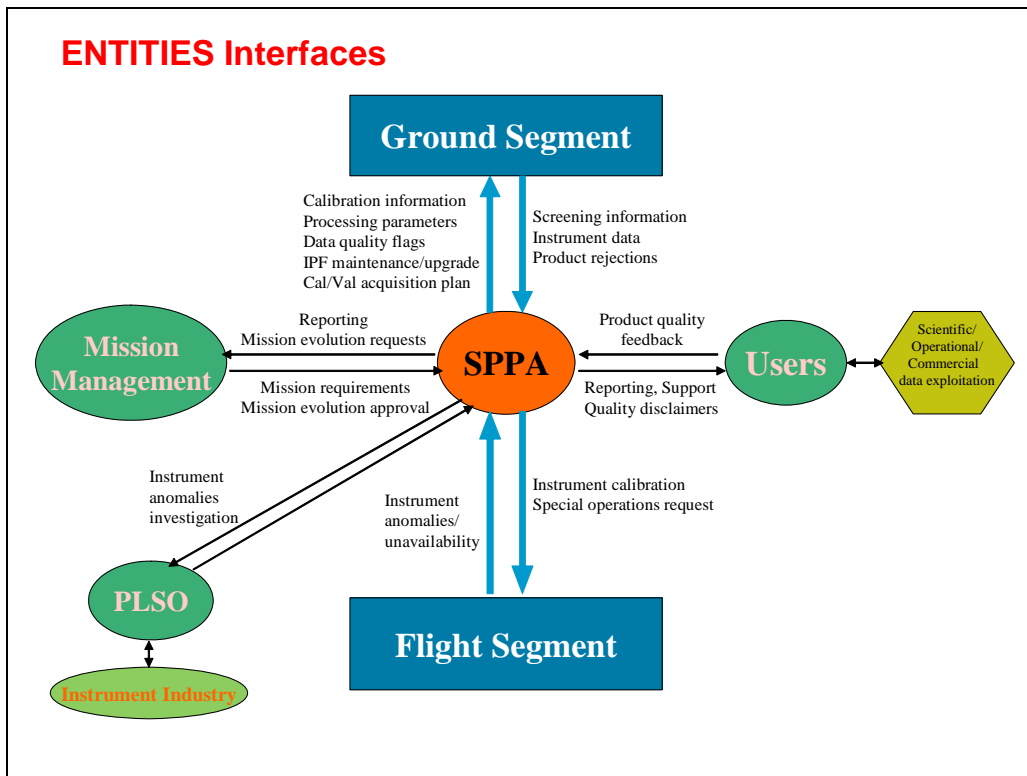 ENTITIES Interfaces
Ground Segment
Calibration information
Processing parameters
Data quality flags
IPF maintenance/upgrade
Cal/Val acquisition plan
Screening information
Instrument data
Product rejections
Mission
Management
Reporting
Mission evolution requests
Mission requirements
Mission evolution approval
SPPA
Product quality
feedback
Reporting, Support
Quality disclaimers
Users
Scientific/
Operational/
Commercial
data exploitation
Instrument
anomalies
investigation
Instrument
anomalies/
unavailability
Instrument calibration
Special operations request
PLSO
Instrument Industry
Flight Segment